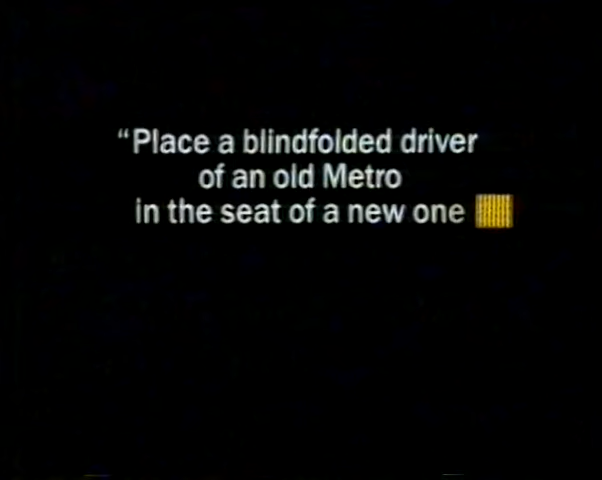 “Place a blindfolded driver
of an old Metro
in the seat of a new one